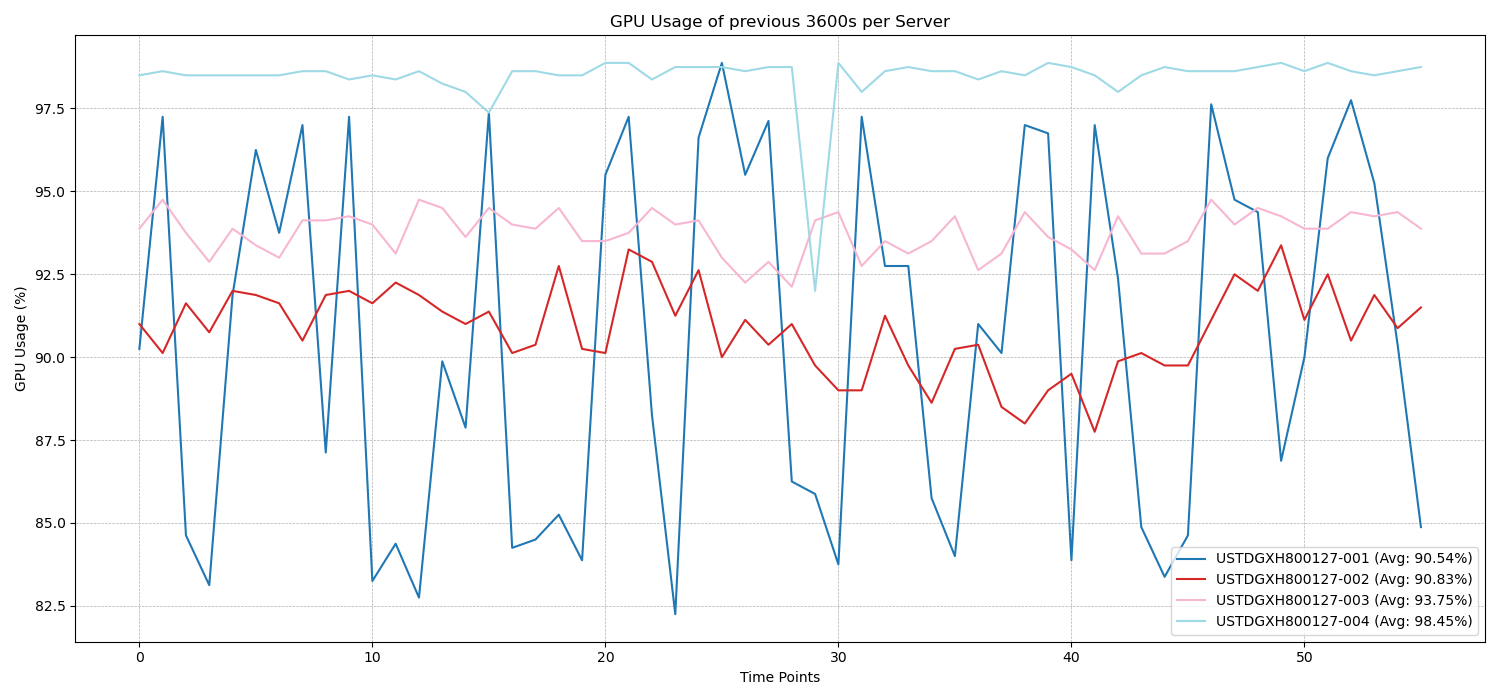 GPU Usage of previous 3600s per Server
GPU Usage (%)
97.5
95.0
92.5
90.0
87.5
85.0
82.5
USTDGXH800127-001 (Avg: 90.54%)
USTDGXH800127-002 (Avg: 90.83%)
USTDGXH800127-003 (Avg: 93.75%)
USTDGXH800127-004 (Avg: 98.45%)
0 10 20 30 40 50
Time Points